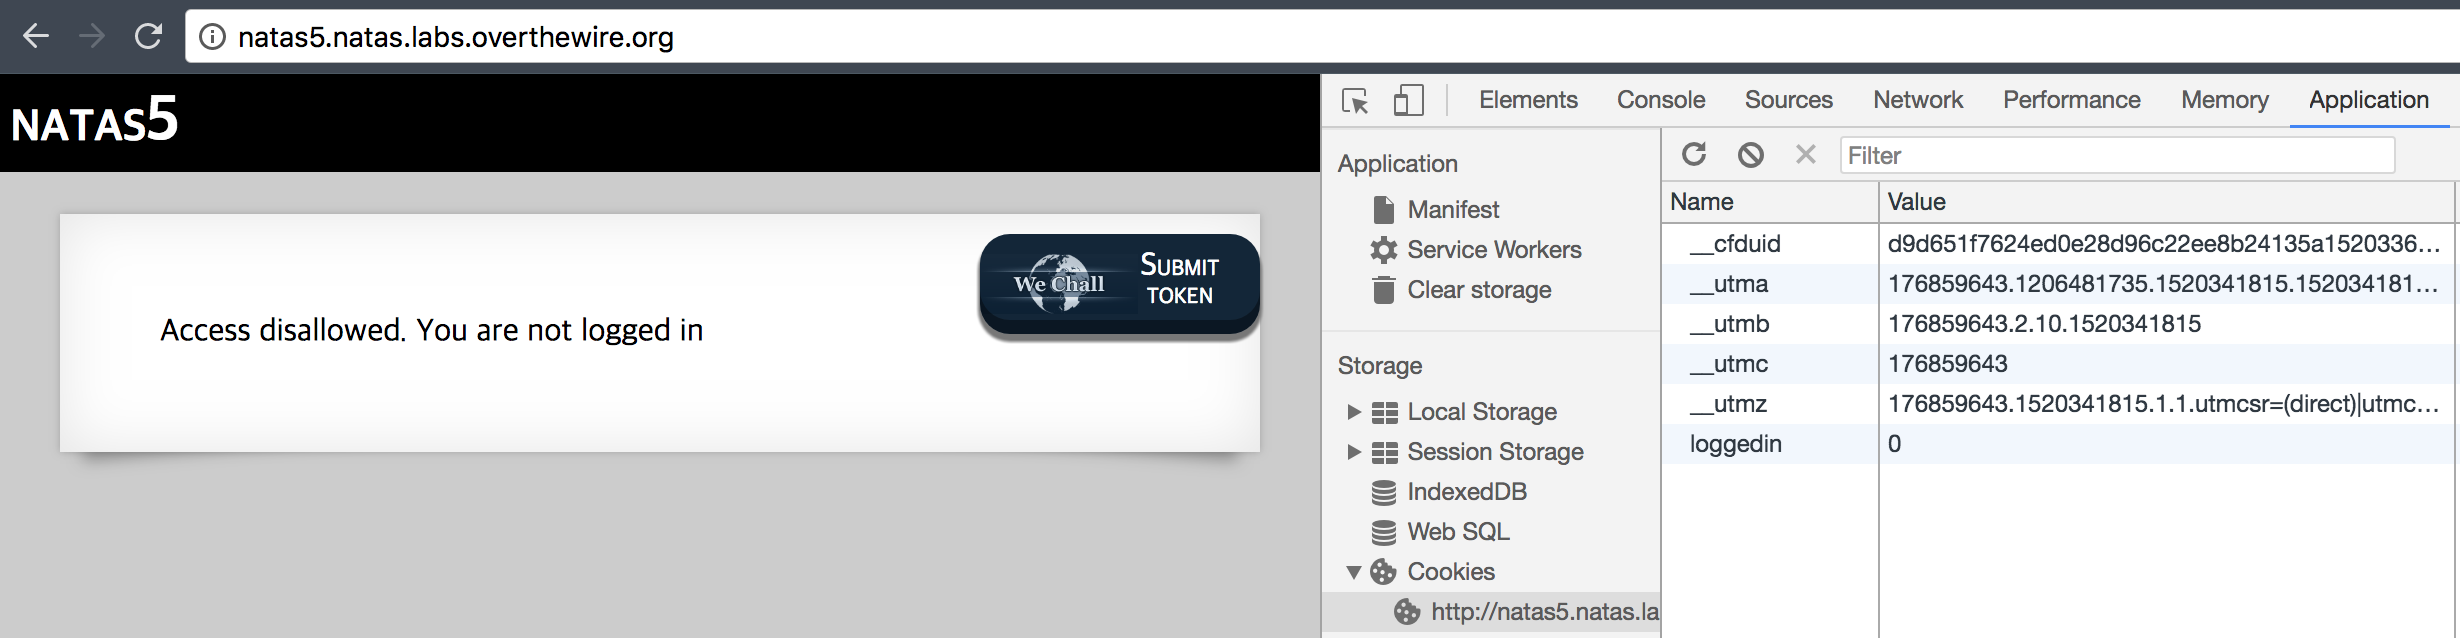 natas5.natas.labs.overthewire.org
NATAS5
We Chall
SUBMIT
TOKEN
Access disallowed. You are not logged in
Elements Console Sources Network Performance Memory Application
Application
Manifest
Service Workers
Clear storage
Storage
Local Storage
Session Storage
IndexedDB
Web SQL
Cookies
http://natas5.natas.la
Filter
Name Value
__cfduid d9d651f7624ed0e28d96c22ee8b24135a1520336...
__utma 176859643.1206481735.1520341815.152034181...
__utmb 176859643.2.10.1520341815
__utmc 176859643
__utmz 176859643.1520341815.1.1.utmcsr=(direct)|utmc...
loggedin 0